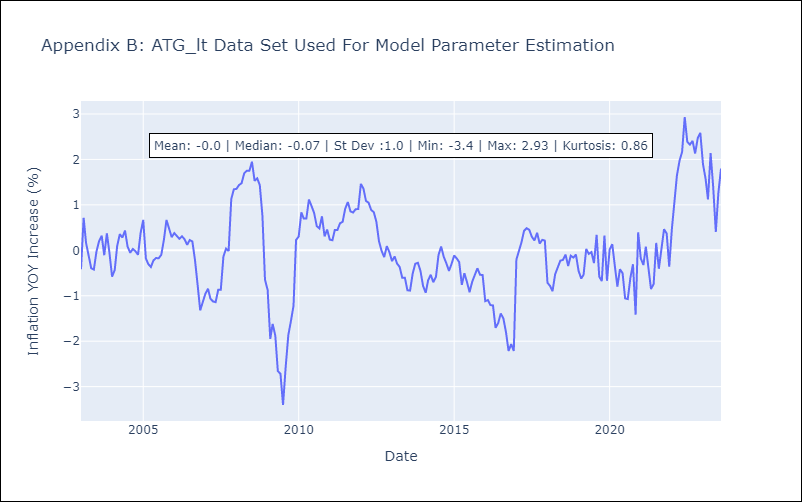 Appendix B: ATG_lt Data Set Used For Model Parameter Estimation
3
Mean: -0.0 | Median: -0.07 | St Dev :1.0 | Min: -3.4 | Max: 2.93 | Kurtosis: 0.86
2
1
0
−1
−2
−3
Inflation YOY Increase (%)
2005 2010 2015 2020
Date